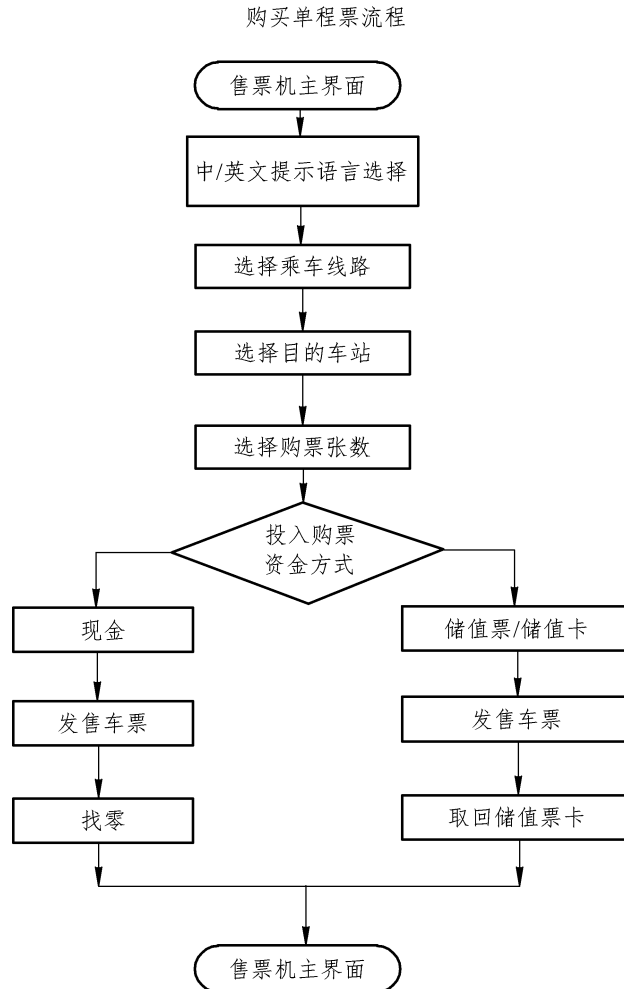 购买单程票流程
售票机主界面
中/英文提示语言选择
选择乘车线路
选择目的车站
选择购票张数
投入购票
资金方式
现金
储值票/储值卡
发售车票
发售车票
找零
取回储值票卡
售票机主界面